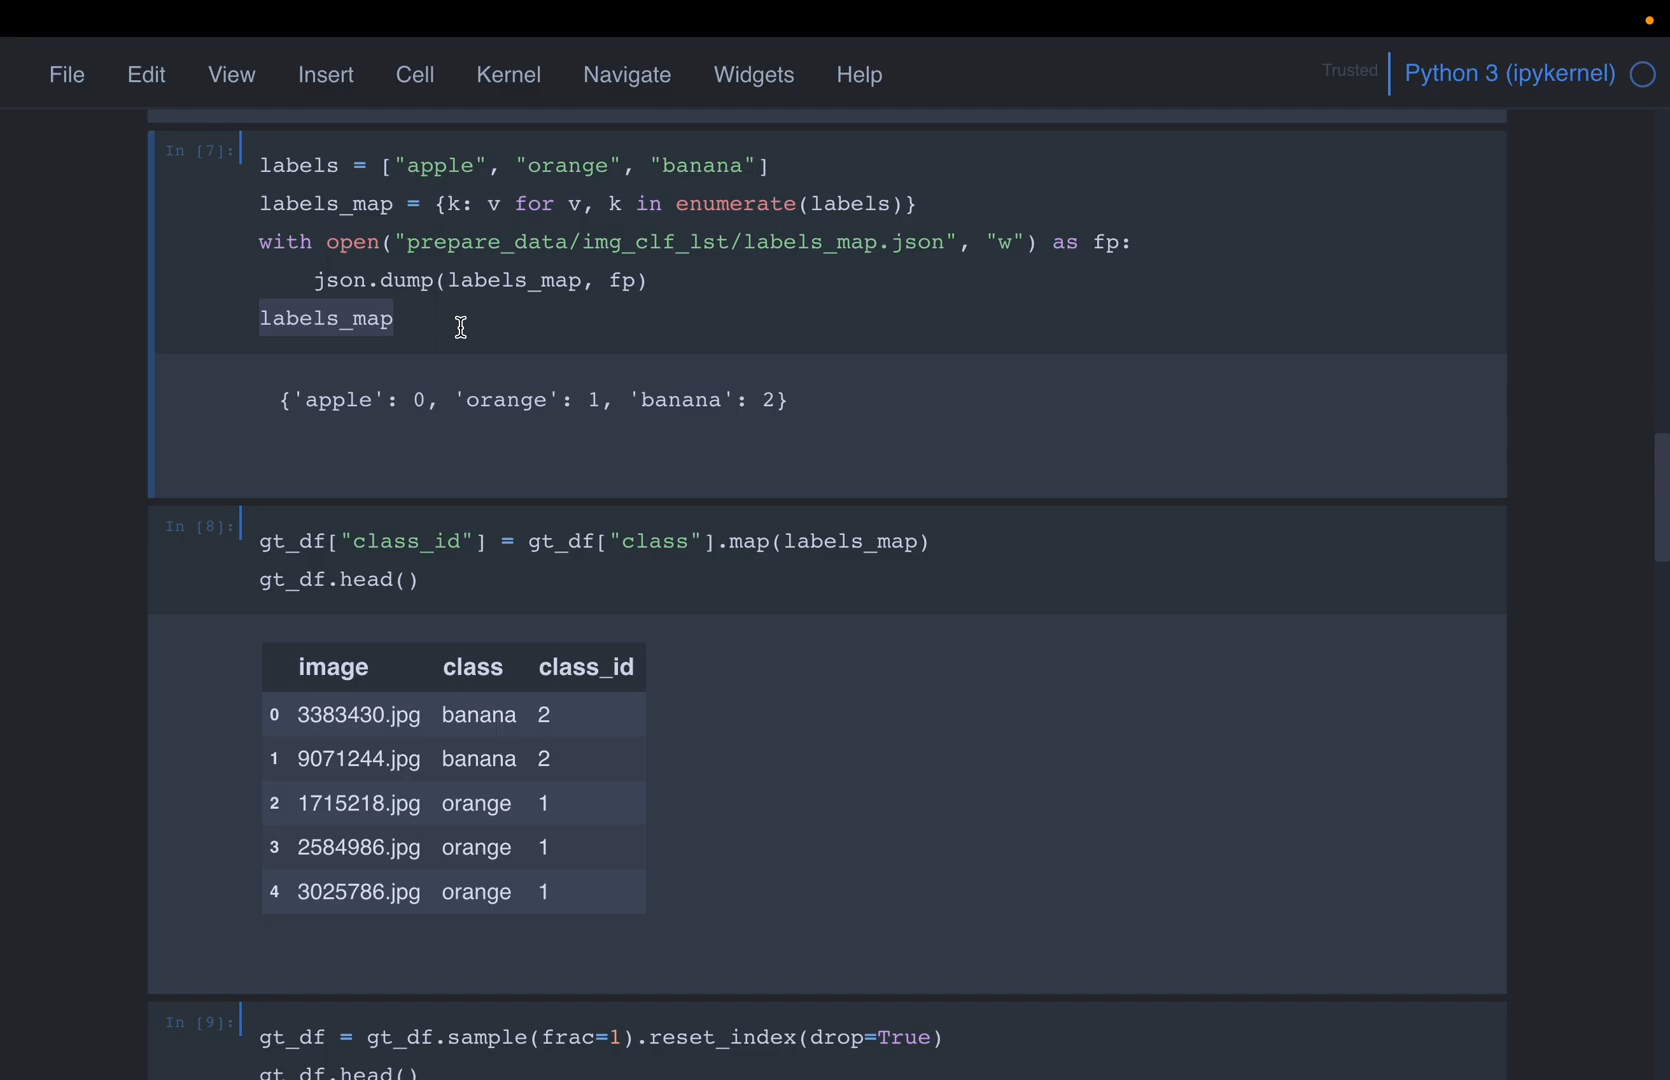 File Edit View Insert Cell Kernel Navigate Widgets Help Trusted Python 3 (ipykernel)
In [7]:
labels = ["apple", "orange", "banana"]
labels_map = {k: v for v, k in enumerate(labels)}
with open("prepare_data/img_clf_lst/labels_map.json", "w") as fp:
    json.dump(labels_map, fp)
labels_map
{'apple': 0, 'orange': 1, 'banana': 2}
In [8]:
gt_df["class_id"] = gt_df["class"].map(labels_map)
gt_df.head()
image class class_id
0 3383430.jpg banana 2
1 9071244.jpg banana 2
2 1715218.jpg orange 1
3 2584986.jpg orange 1
4 3025786.jpg orange 1
In [9]:
gt_df = gt_df.sample(frac=1).reset_index(drop=True)
gt_df.head()